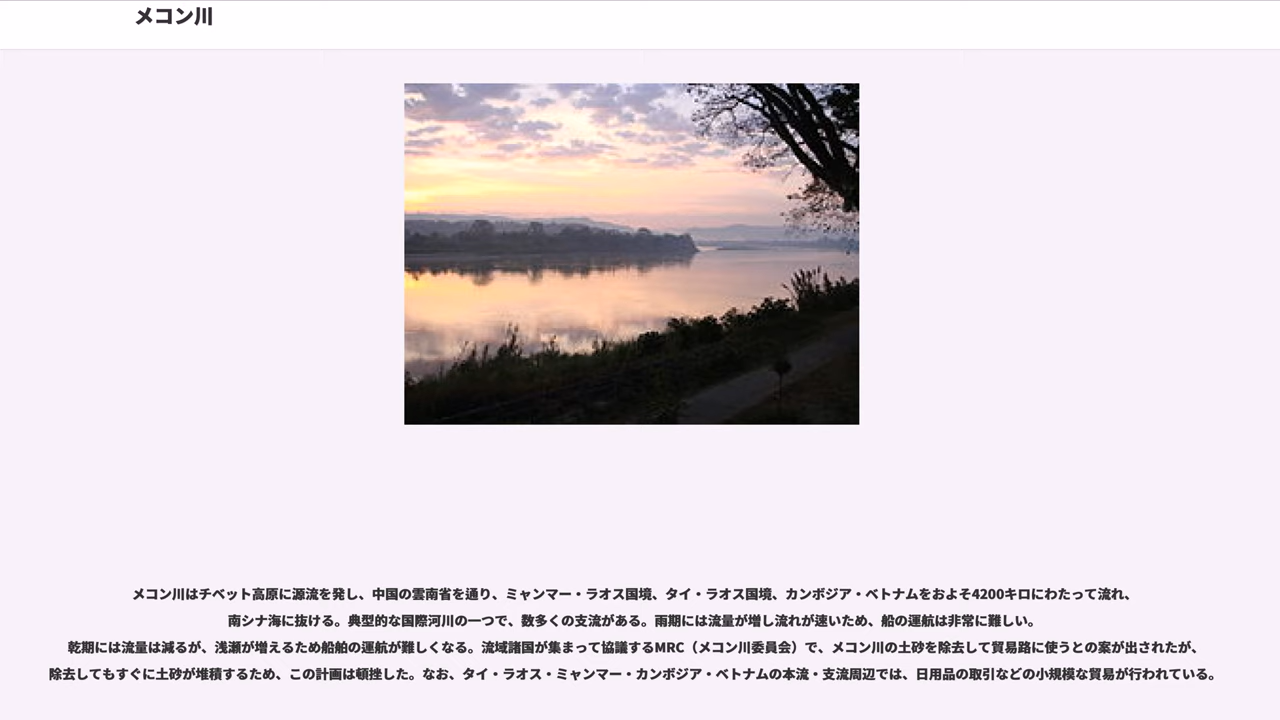 メコン川
メコン川はチベット高原に源流を発し、中国の雲南省を通り、ミャンマー・ラオス国境、タイ・ラオス国境、カンボジア・ベトナムをおよそ4200キロにわたって流れ、
南シナ海に抜ける。典型的な国際河川の一つで、数多くの支流がある。雨期には流量が増し流れが速いため、船の運航は非常に難しい。
乾期には流量は減るが、浅瀬が増えるため船舶の運航が難しくなる。流域諸国が集まって協議するMRC（メコン川委員会）で、メコン川の土砂を除去して貿易路に使うとの案が出されたが、
除去してもすぐに土砂が堆積するため、この計画は頓挫した。なお、タイ・ラオス・ミャンマー・カンボジア・ベトナムの本流・支流周辺では、日用品の取引などの小規模な貿易が行われている。